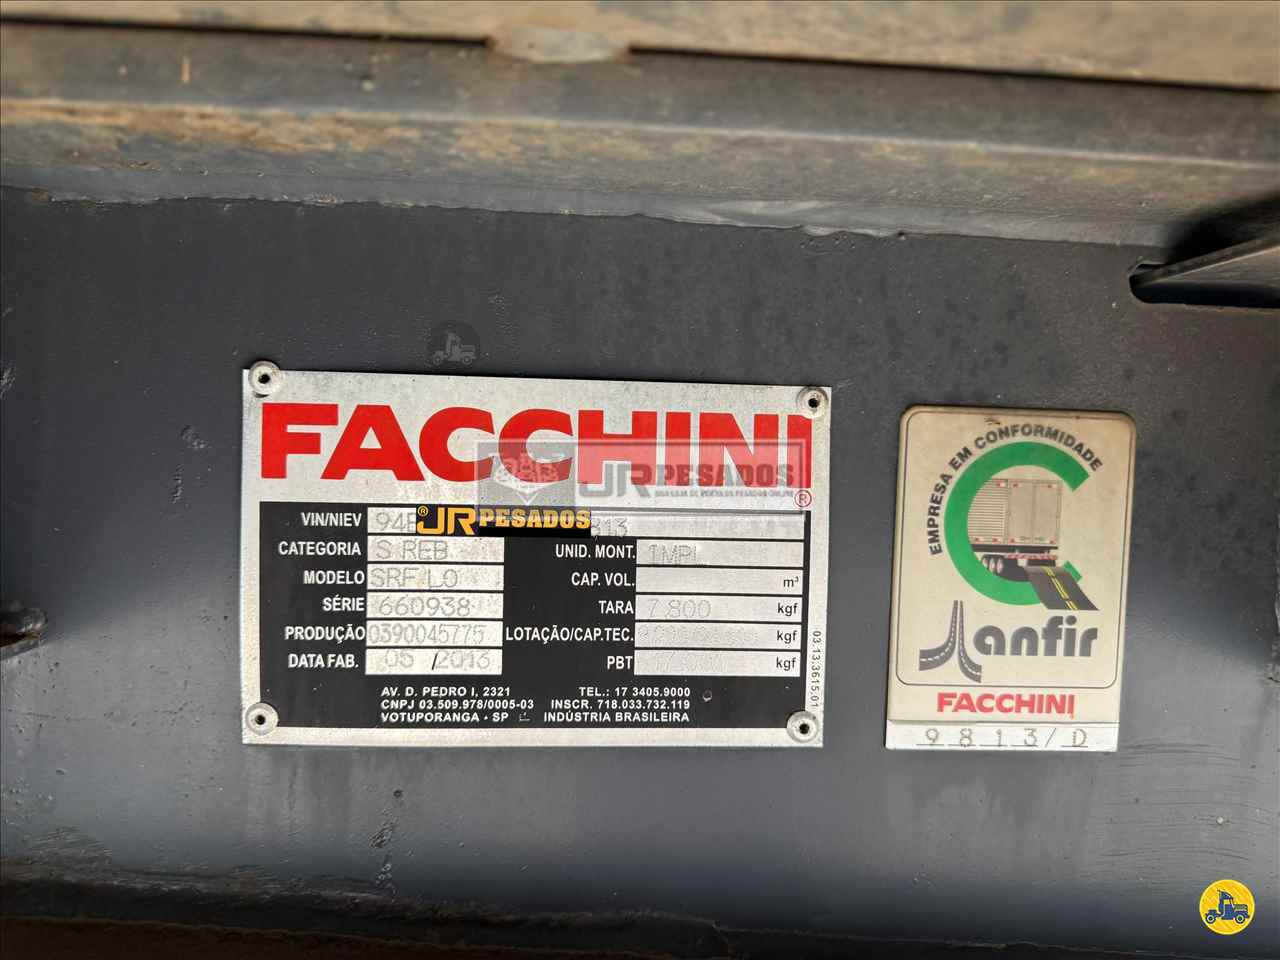 FACCHINI
®
JR PESADOS
VIN/NIEV 94B JR PESADOS 813
CATEGORIA S REB UNID. MONT. IMPL
MODELO SRF LO CAP. VOL. m³
SÉRIE 660938 TARA 7.800 kgf
PRODUÇÃO 0390045775 LOTAÇÃO/CAP.TEC. kgf
DATA FAB. 05 / 2013 PBT kgf
AV. D. PEDRO I, 2321 TEL.: 17 3405.9000
CNPJ 03.509.978/0005-03 INSCR. 718.033.732.119
VOTUPORANGA - SP INDÚSTRIA BRASILEIRA
03.13.3615.01
EMPRESA EM CONFORMIDADE
anfir
FACCHINI
9813/D